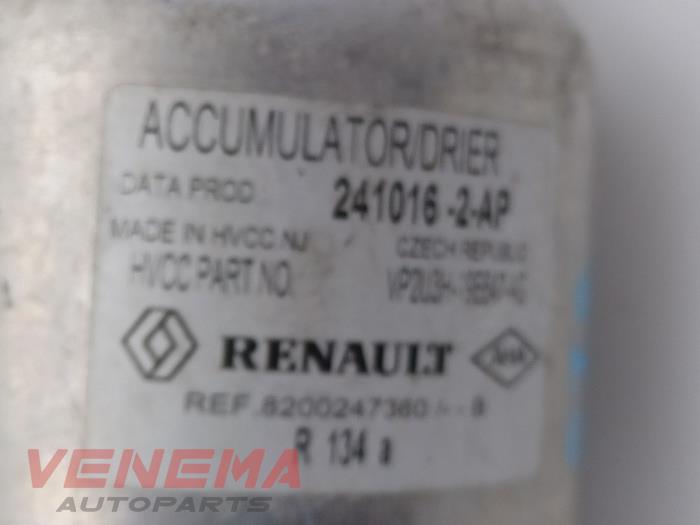 ACCUMULATOR/DRIER
DATA PROD 241016 -2-AP
MADE IN HVCC NJ CZECH REPUBLIC
HVCC PART NO.
RENAULT
REF.8200247360
R 134 a
VENEMA
AUTOPARTS